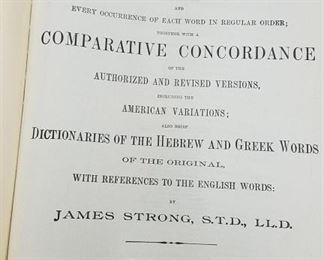 AND
EVERY OCCURRENCE OF EACH WORD IN REGULAR ORDER;
TOGETHER WITH A
COMPARATIVE CONCORDANCE
OF THE
AUTHORIZED AND REVISED VERSIONS,
INCLUDING THE
AMERICAN VARIATIONS;
ALSO BRIEF
DICTIONARIES OF THE HEBREW AND GREEK WORDS
OF THE ORIGINAL,
WITH REFERENCES TO THE ENGLISH WORDS:
BY
JAMES STRONG, S.T.D., LL.D.